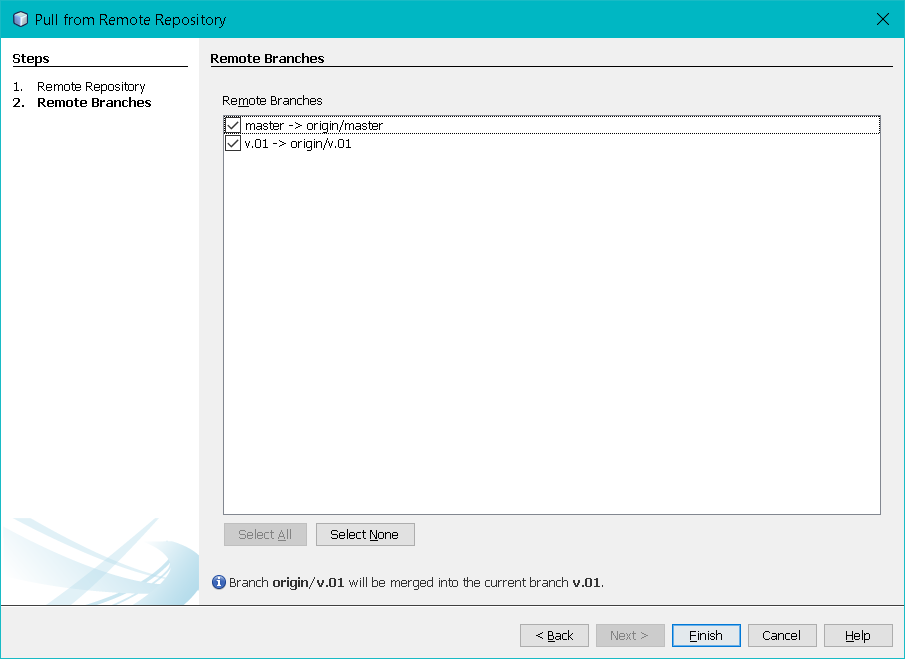 Pull from Remote Repository
Steps
1. Remote Repository
2. Remote Branches
Remote Branches
Remote Branches
master -> origin/master
v.01 -> origin/v.01
Select All
Select None
Branch origin/v.01 will be merged into the current branch v.01.
< Back
Next >
Finish
Cancel
Help